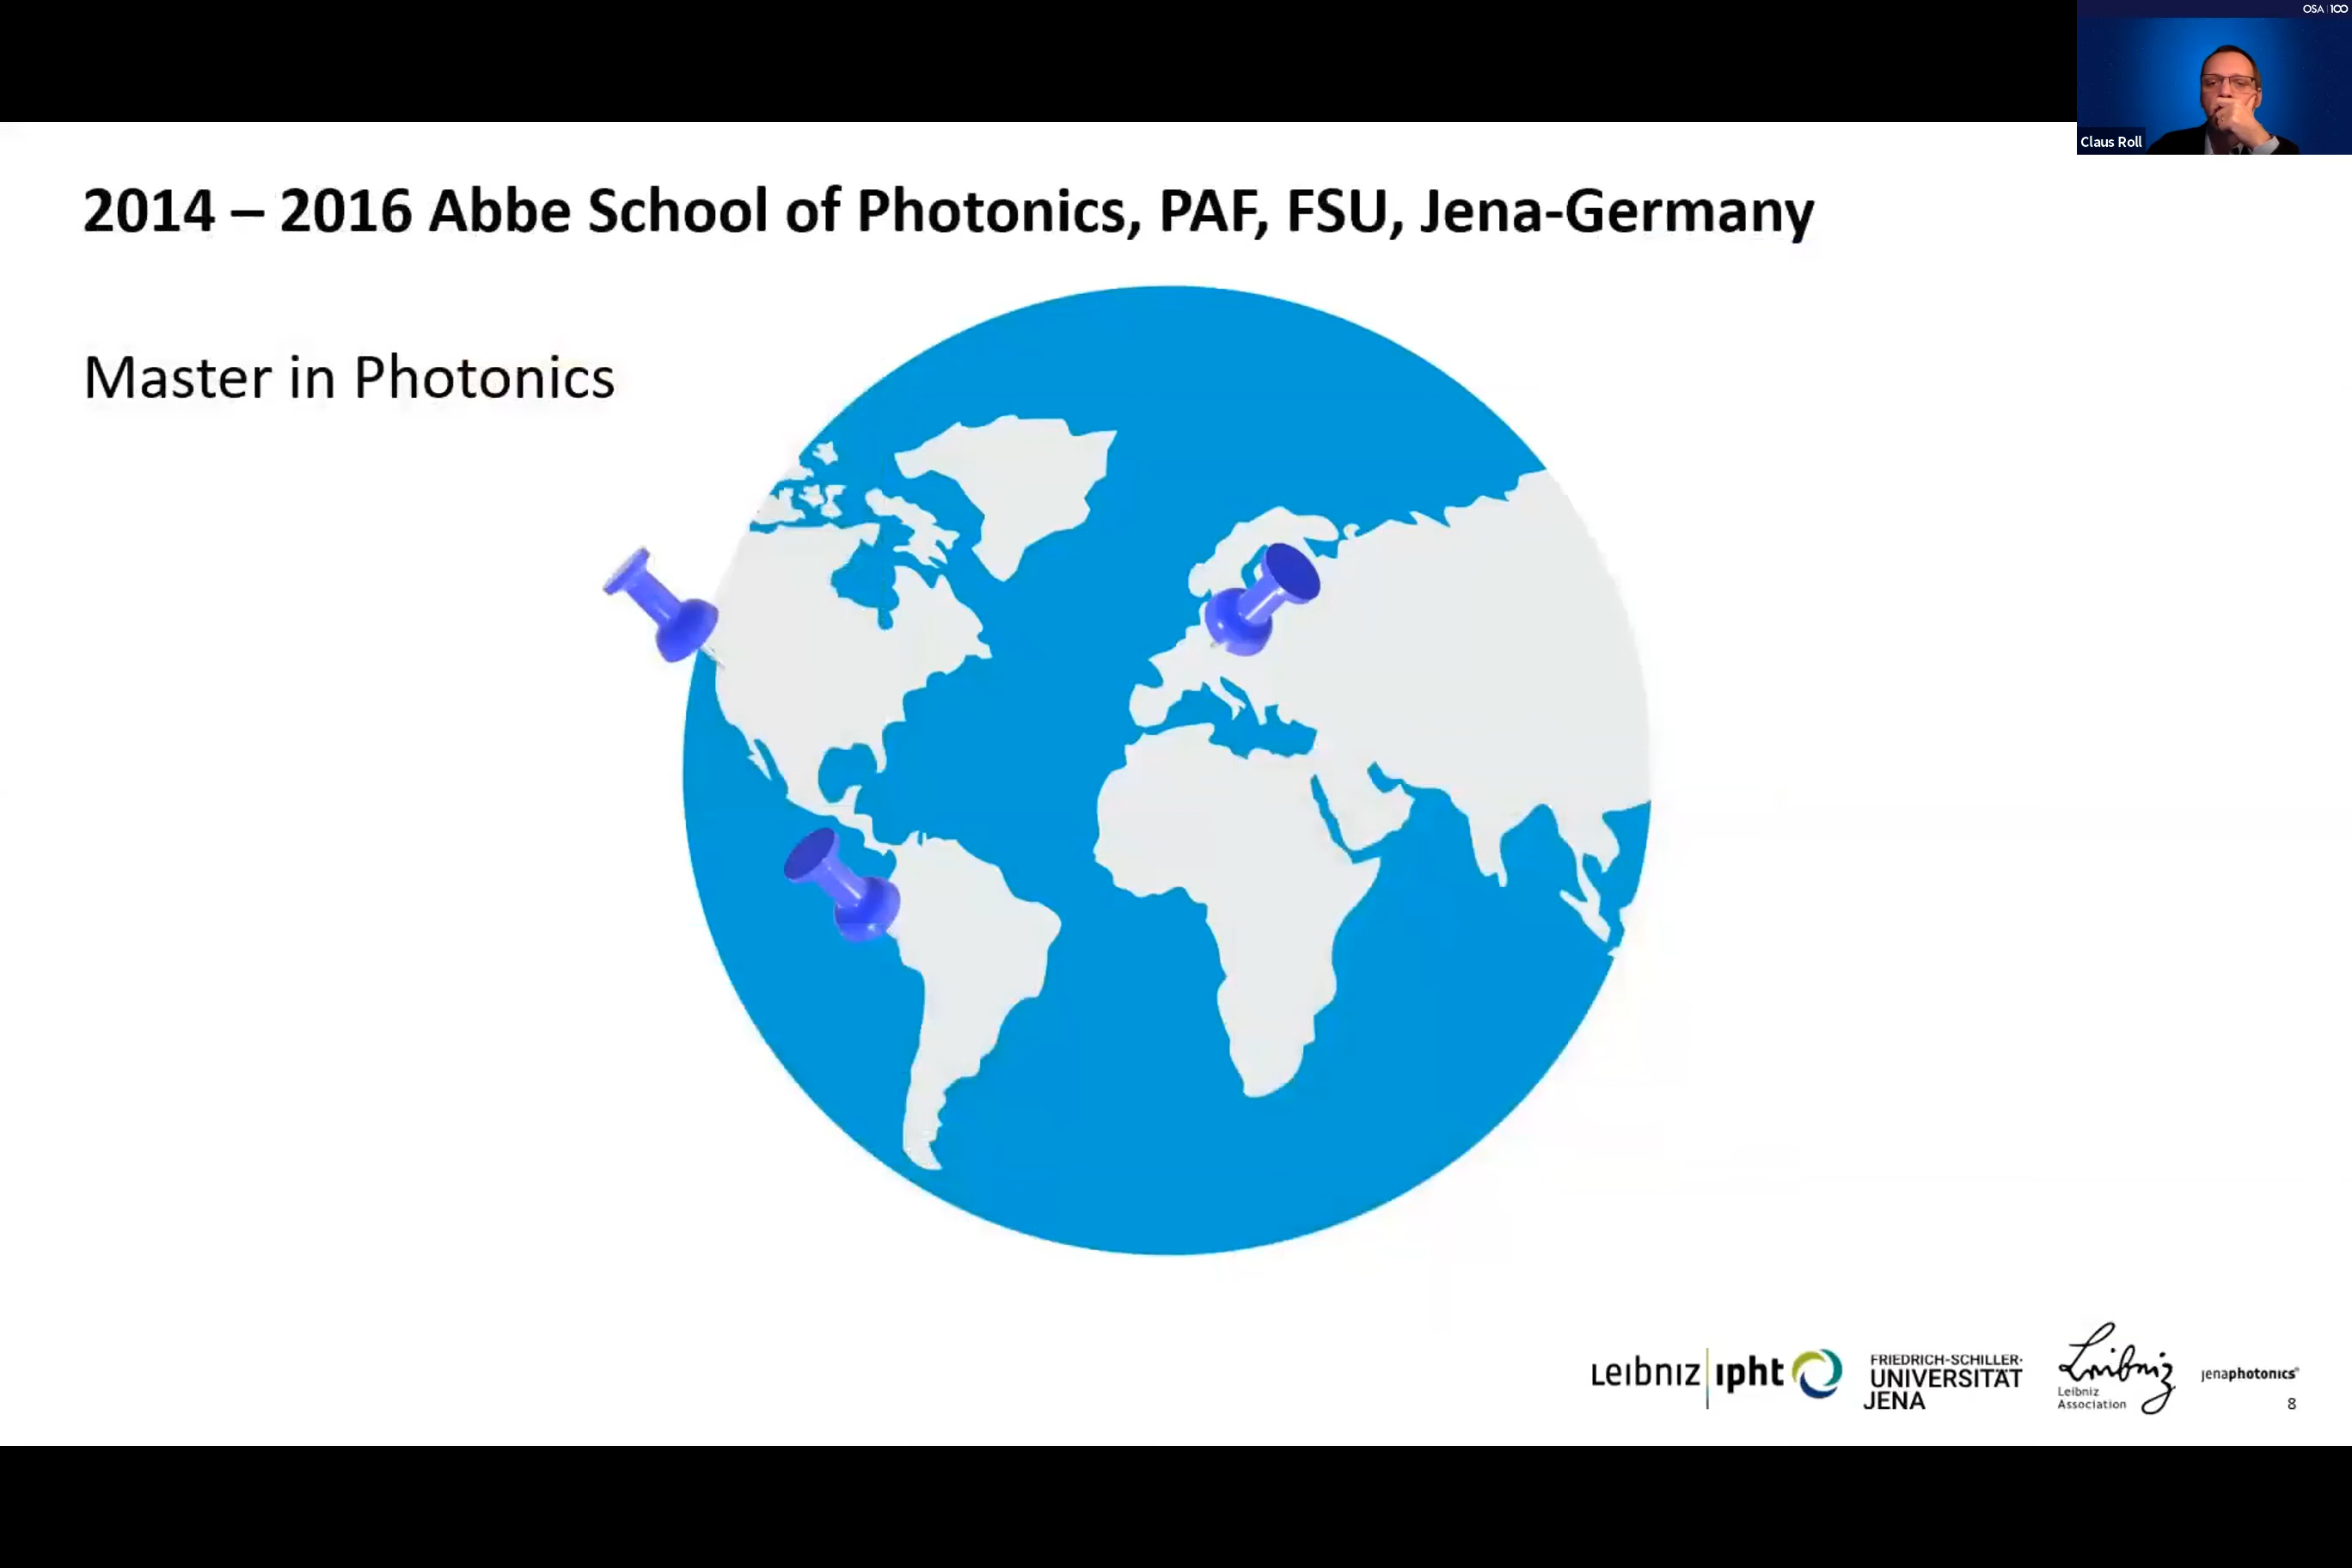 OSA | 100
Claus Roll
2014 – 2016 Abbe School of Photonics, PAF, FSU, Jena-Germany
Master in Photonics
Leibniz | ipht
FRIEDRICH-SCHILLER-
UNIVERSITÄT
JENA
Leibniz
Leibniz
Association
jenaphotonics®
8